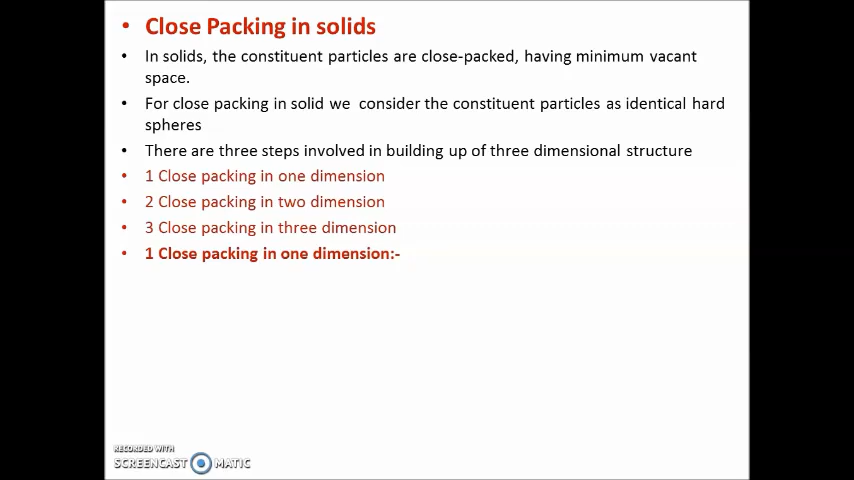 • Close Packing in solids
• In solids, the constituent particles are close-packed, having minimum vacant
space.
• For close packing in solid we consider the constituent particles as identical hard
spheres
• There are three steps involved in building up of three dimensional structure
• 1 Close packing in one dimension
• 2 Close packing in two dimension
• 3 Close packing in three dimension
• 1 Close packing in one dimension:-
RECORDED WITH
SCREENCAST MATIC